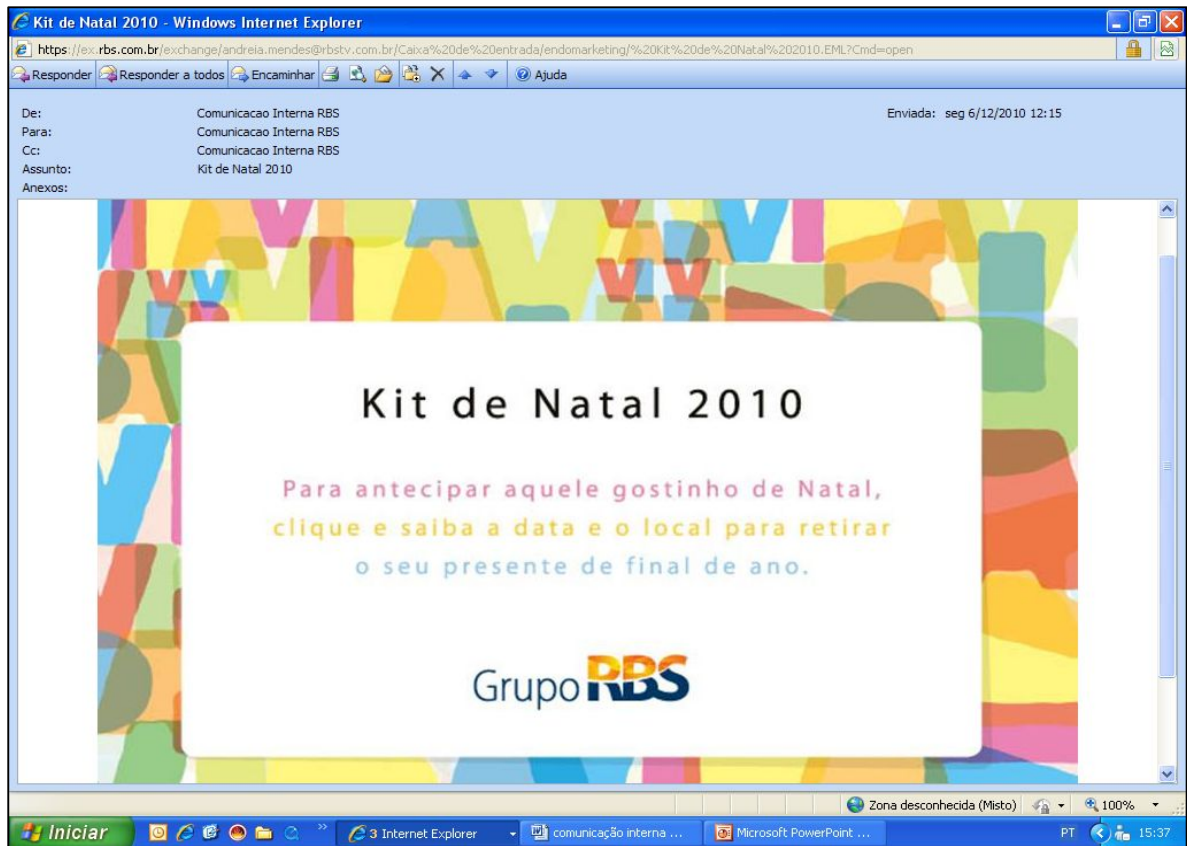 Kit de Natal 2010 - Windows Internet Explorer
https://ex.rbs.com.br/exchange/andreia.mendes@rbstv.com.br/Caixa%20de%20entrada/endomarketing/%20Kit%20de%20Natal%202010.EML?Cmd=open
Responder Responder a todos Encaminhar Ajuda
De: Comunicacao Interna RBS Enviada: seg 6/12/2010 12:15
Para: Comunicacao Interna RBS
Cc: Comunicacao Interna RBS
Assunto: Kit de Natal 2010
Anexos:
Kit de Natal 2010
Para antecipar aquele gostinho de Natal,
clique e saiba a data e o local para retirar
o seu presente de final de ano.
Grupo RBS
Zona desconhecida (Misto) 100%
Iniciar » 3 Internet Explorer comunicação interna ... Microsoft PowerPoint ... PT 15:37